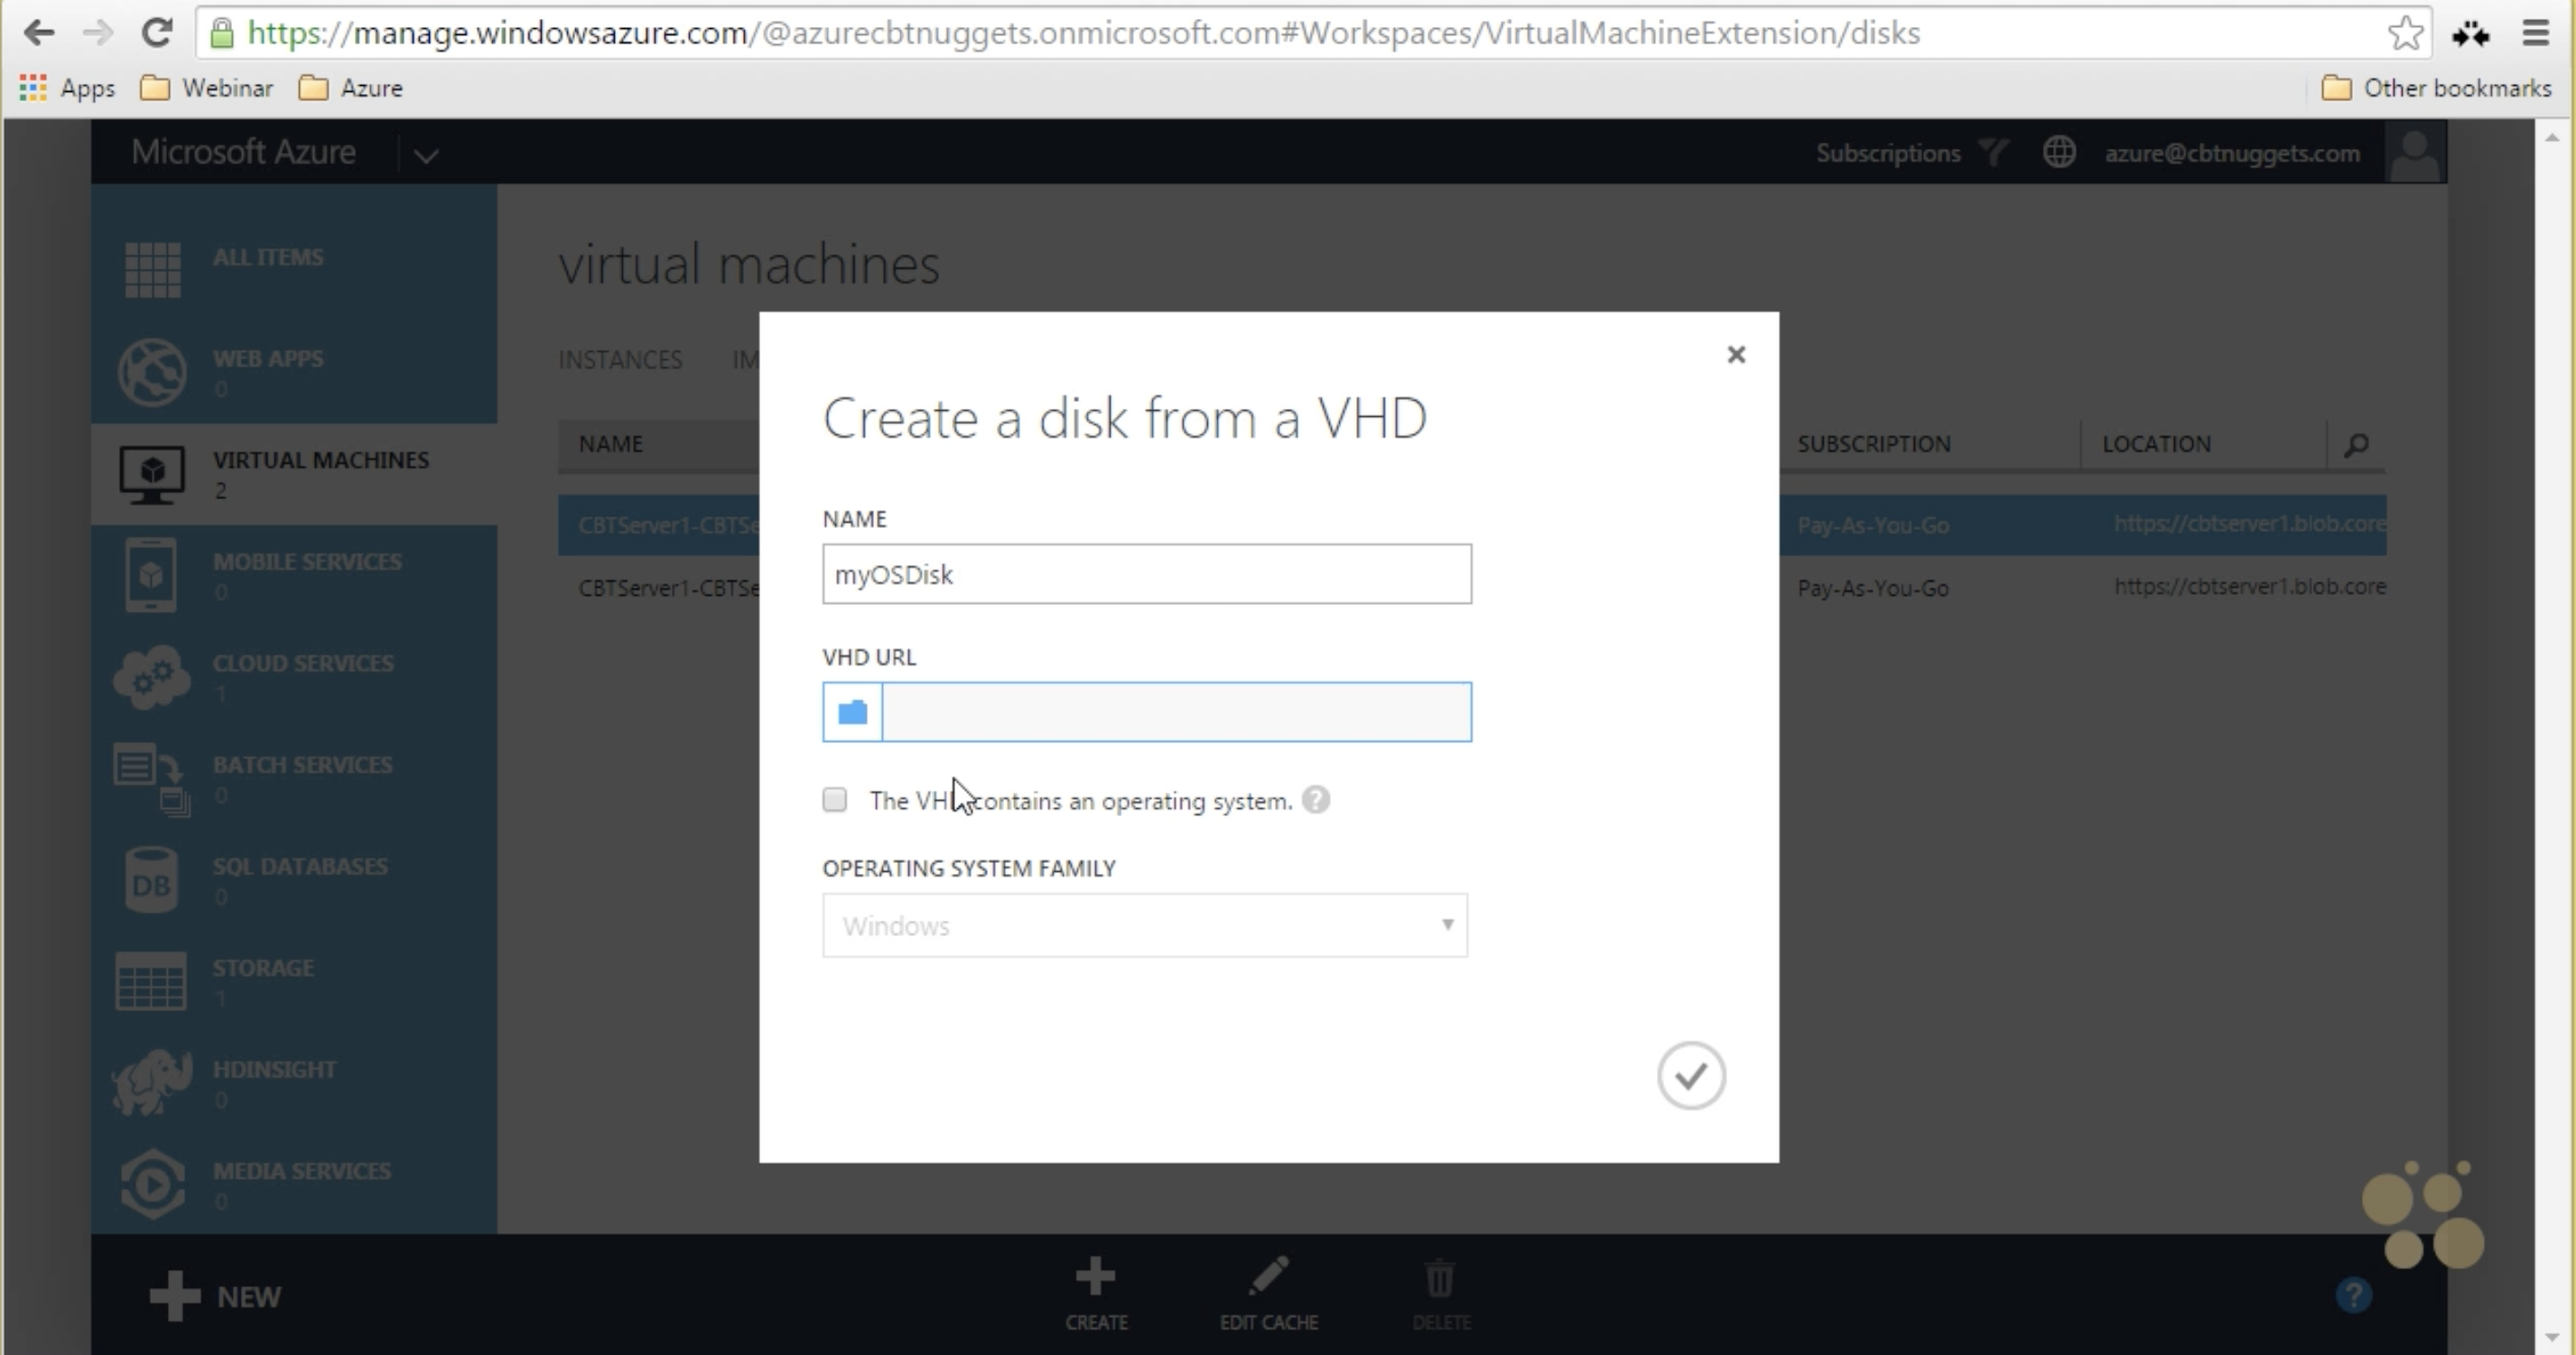 https://manage.windowsazure.com/@azurecbtnuggets.onmicrosoft.com#Workspaces/VirtualMachineExtension/disks
Apps Webinar Azure Other bookmarks
Microsoft Azure Subscriptions azure@cbtnuggets.com
ALL ITEMS
WEB APPS
0
VIRTUAL MACHINES
2
MOBILE SERVICES
0
CLOUD SERVICES
1
BATCH SERVICES
0
SQL DATABASES
0
DB
STORAGE
1
HDINSIGHT
0
MEDIA SERVICES
0
virtual machines
INSTANCES IM
NAME SUBSCRIPTION LOCATION
CBTServer1-CBTSe Pay-As-You-Go https://cbtserver1.blob.core
CBTServer1-CBTSe Pay-As-You-Go https://cbtserver1.blob.core
Create a disk from a VHD
NAME
myOSDisk
VHD URL
The VHD contains an operating system. ?
OPERATING SYSTEM FAMILY
Windows
NEW CREATE EDIT CACHE DELETE ?